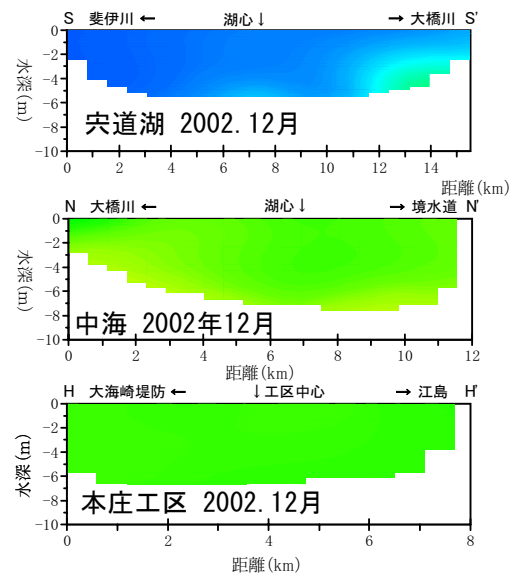 S 斐伊川 ← 湖心↓ → 大橋川 S'
0
-2
-4
-6
-8
-10
水深(m)
宍道湖 2002.12月
0 2 4 6 8 10 12 14
距離(km)
N 大橋川 ← 湖心↓ → 境水道 N'
0
-2
-4
-6
-8
-10
水深(m)
中海 2002年12月
0 2 4 6 8 10 12
距離(km)
H 大海崎堤防 ← ↓工区中心 → 江島 H'
0
-2
-4
-6
-8
-10
水深(m)
本庄工区 2002.12月
0 2 4 6 8
距離(km)